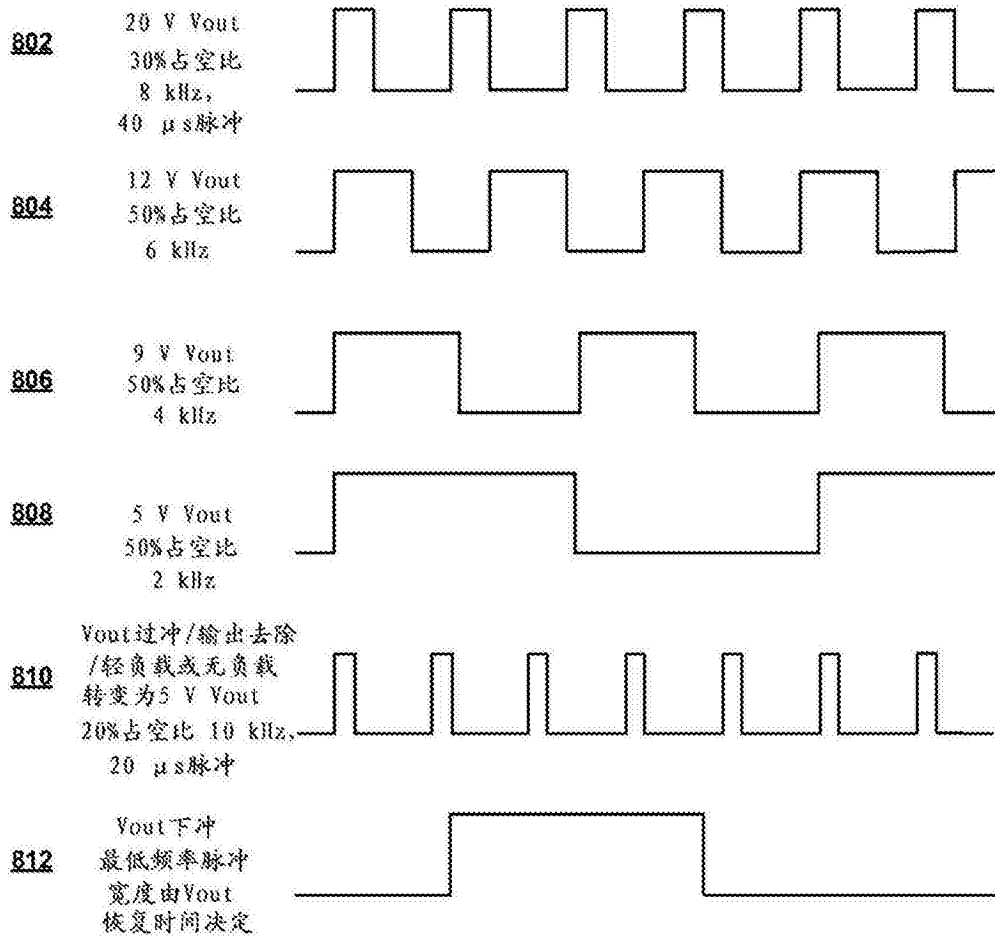 802
20 V Vout
30%占空比
8 kHz,
40 μs脉冲
804
12 V Vout
50%占空比
6 kHz
806
9 V Vout
50%占空比
4 kHz
808
5 V Vout
50%占空比
2 kHz
810
Vout过冲/输出去除
/轻负载或无负载
转变为5 V Vout
20%占空比 10 kHz,
20 μs脉冲
812
Vout下冲
最低频率脉冲
宽度由Vout
恢复时间决定